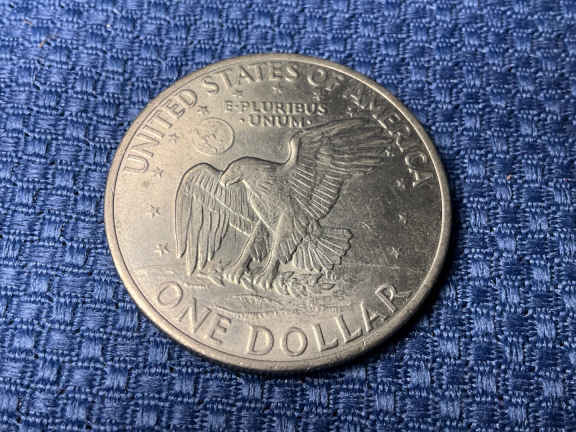 UNITED STATES OF AMERICA
E·PLURIBUS
·UNUM·
ONE DOLLAR